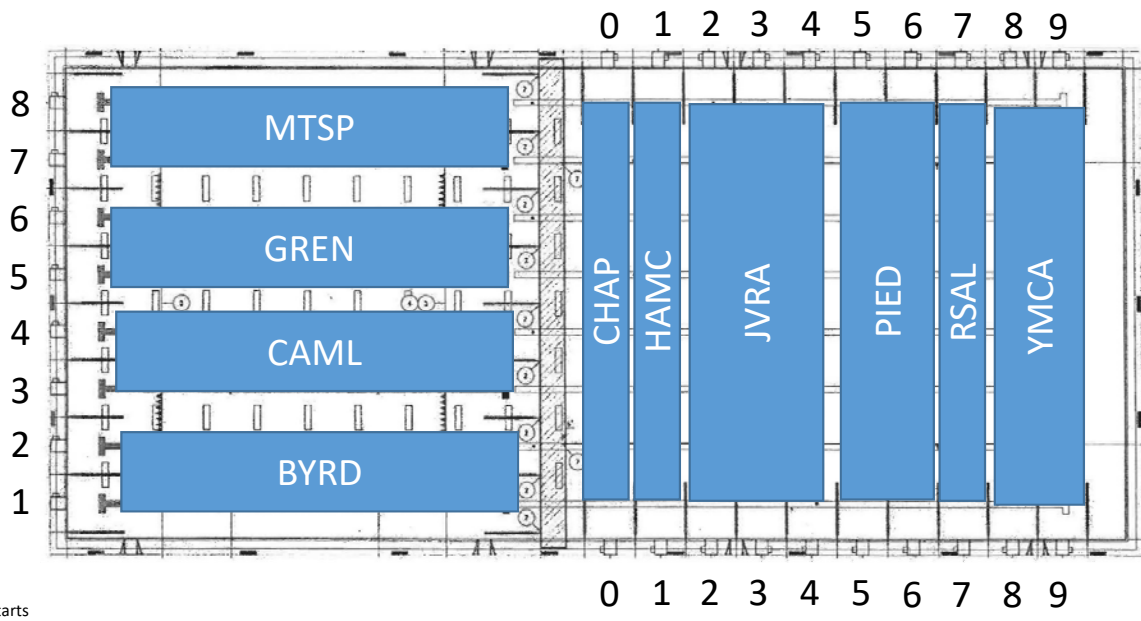 0 1 2 3 4 5 6 7 8 9
8
MTSP
7
6
GREN
5
4
CAML
3
2
BYRD
1
CHAP
HAMC
JVRA
PIED
RSAL
YMCA
0 1 2 3 4 5 6 7 8 9
arts